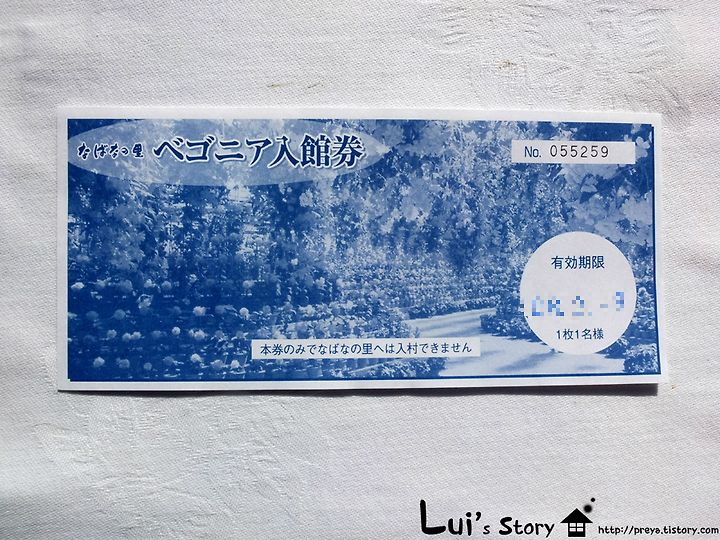 なばなの里 ベゴニア入館券
No. 055259
有効期限
1枚1名様
本券のみでなばなの里へは入村できません
Lui's Story http://preya.tistory.com